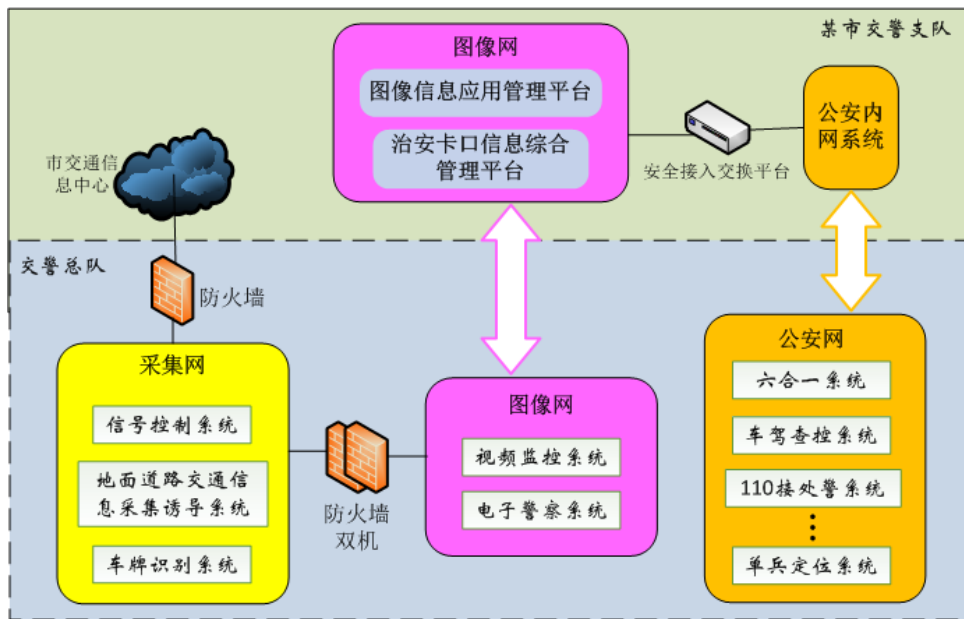 某市交警支队
图像网
图像信息应用管理平台
治安卡口信息综合
管理平台
安全接入交换平台
公安内
网系统
市交通信
息中心
交警总队
防火墙
采集网
信号控制系统
地面道路交通信
息采集诱导系统
车牌识别系统
防火墙
双机
图像网
视频监控系统
电子警察系统
公安网
六合一系统
车驾查控系统
110接处警系统
单兵定位系统